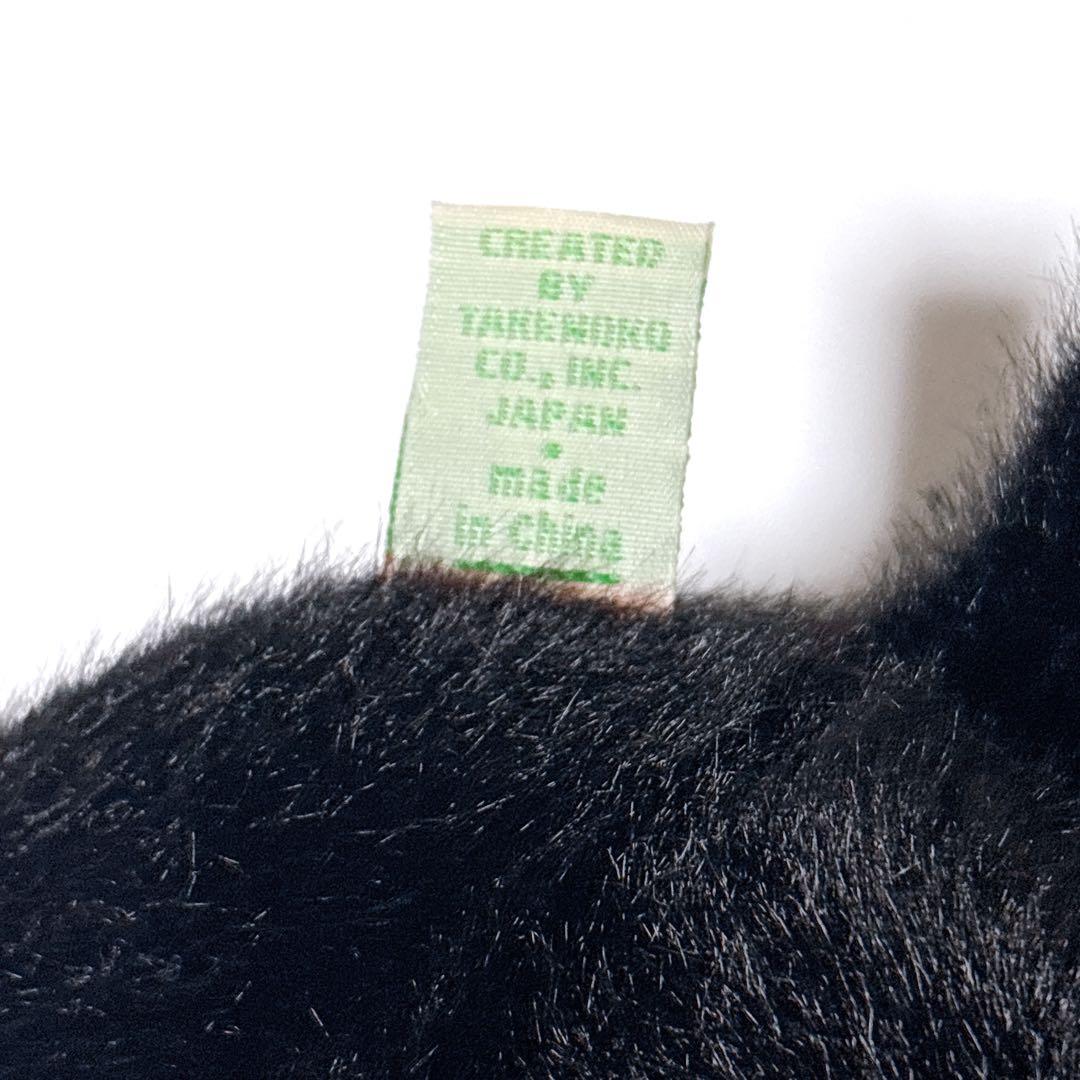 CREATED
BY
TAKENOKO
CO., INC.
JAPAN
•
made
in china